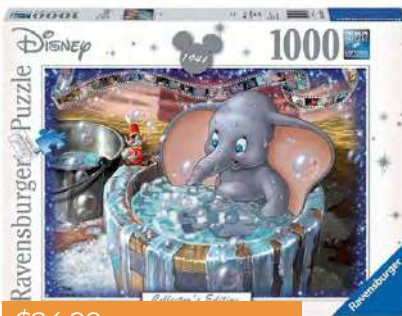 Disney
1941
1000
Ravensburger Puzzle
Collector's Edition
Ravensburger